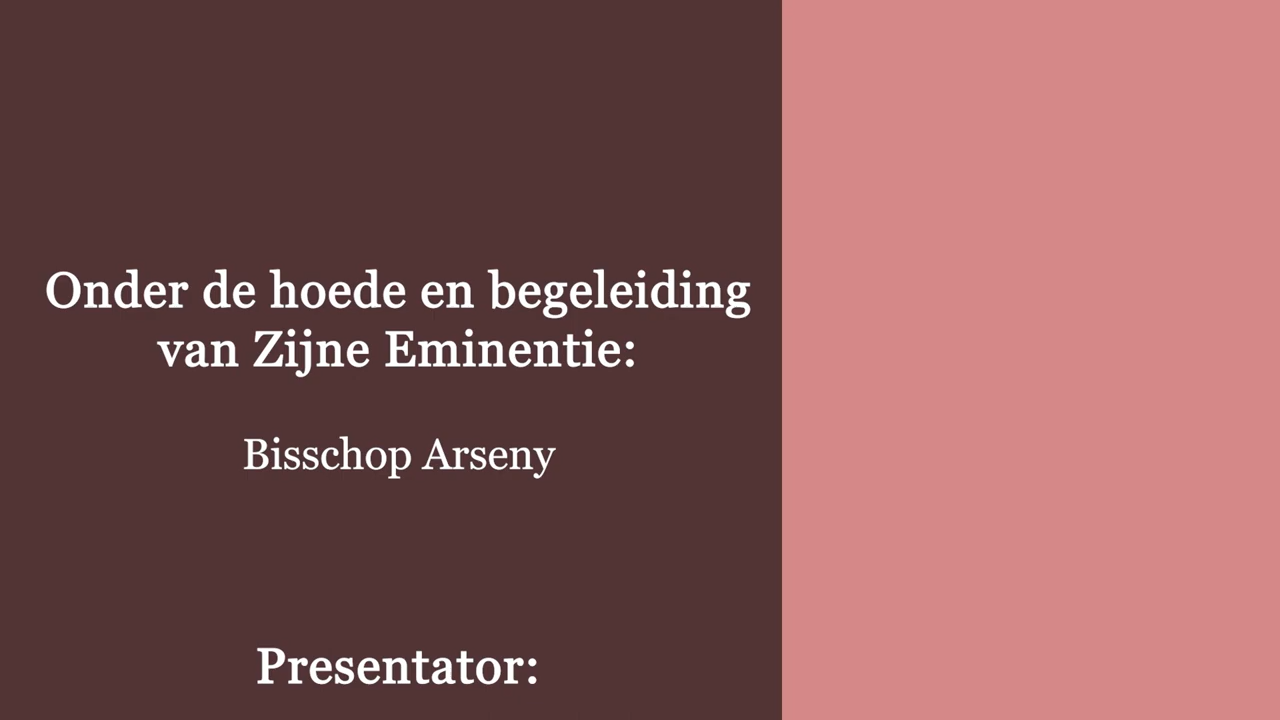 Onder de hoede en begeleiding
van Zijne Eminentie:
Bisschop Arseny
Presentator: